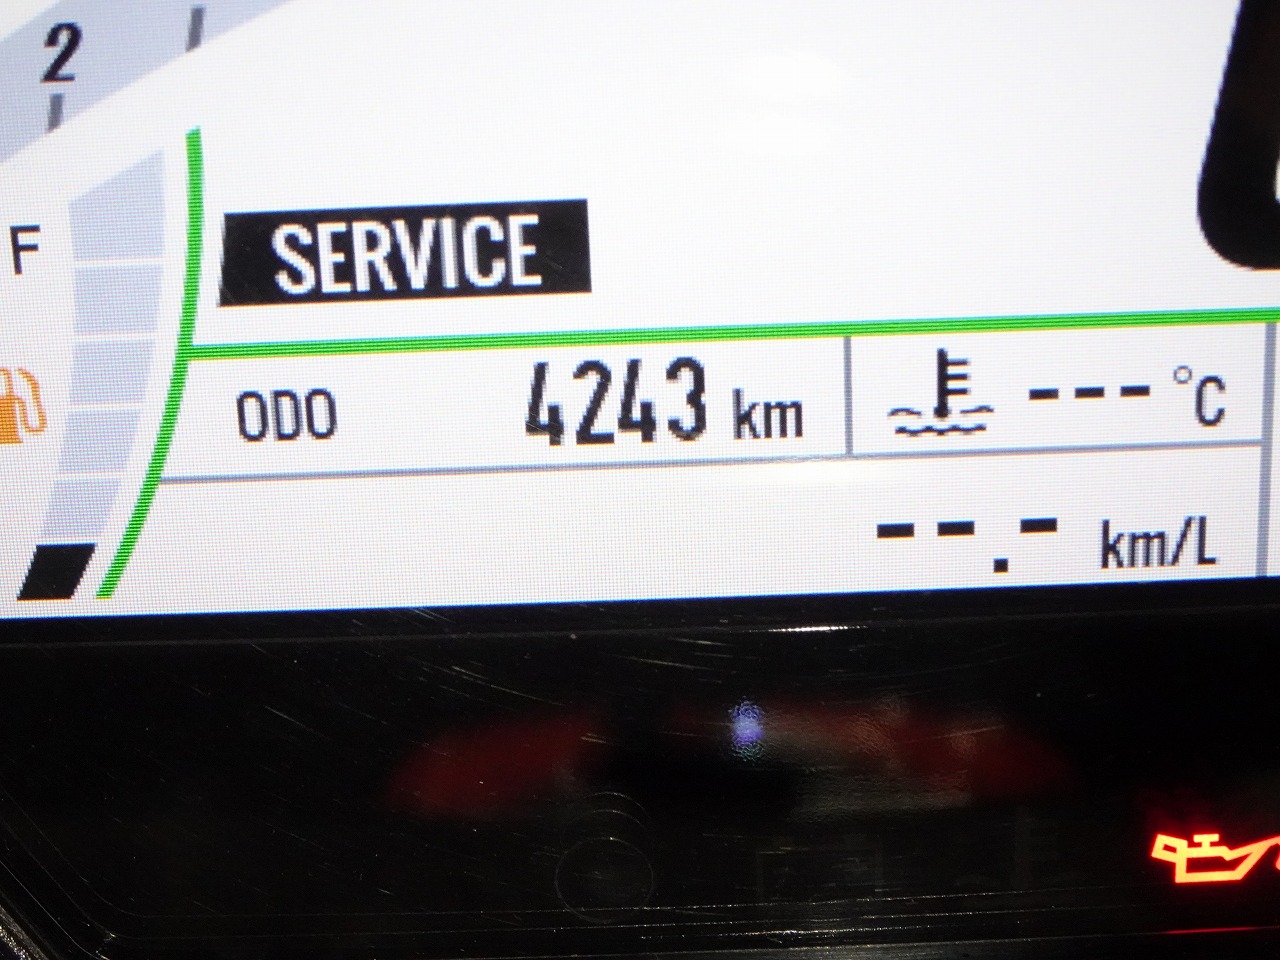 2
F
SERVICE
ODO 4243 km
--- °C
--.- km/L